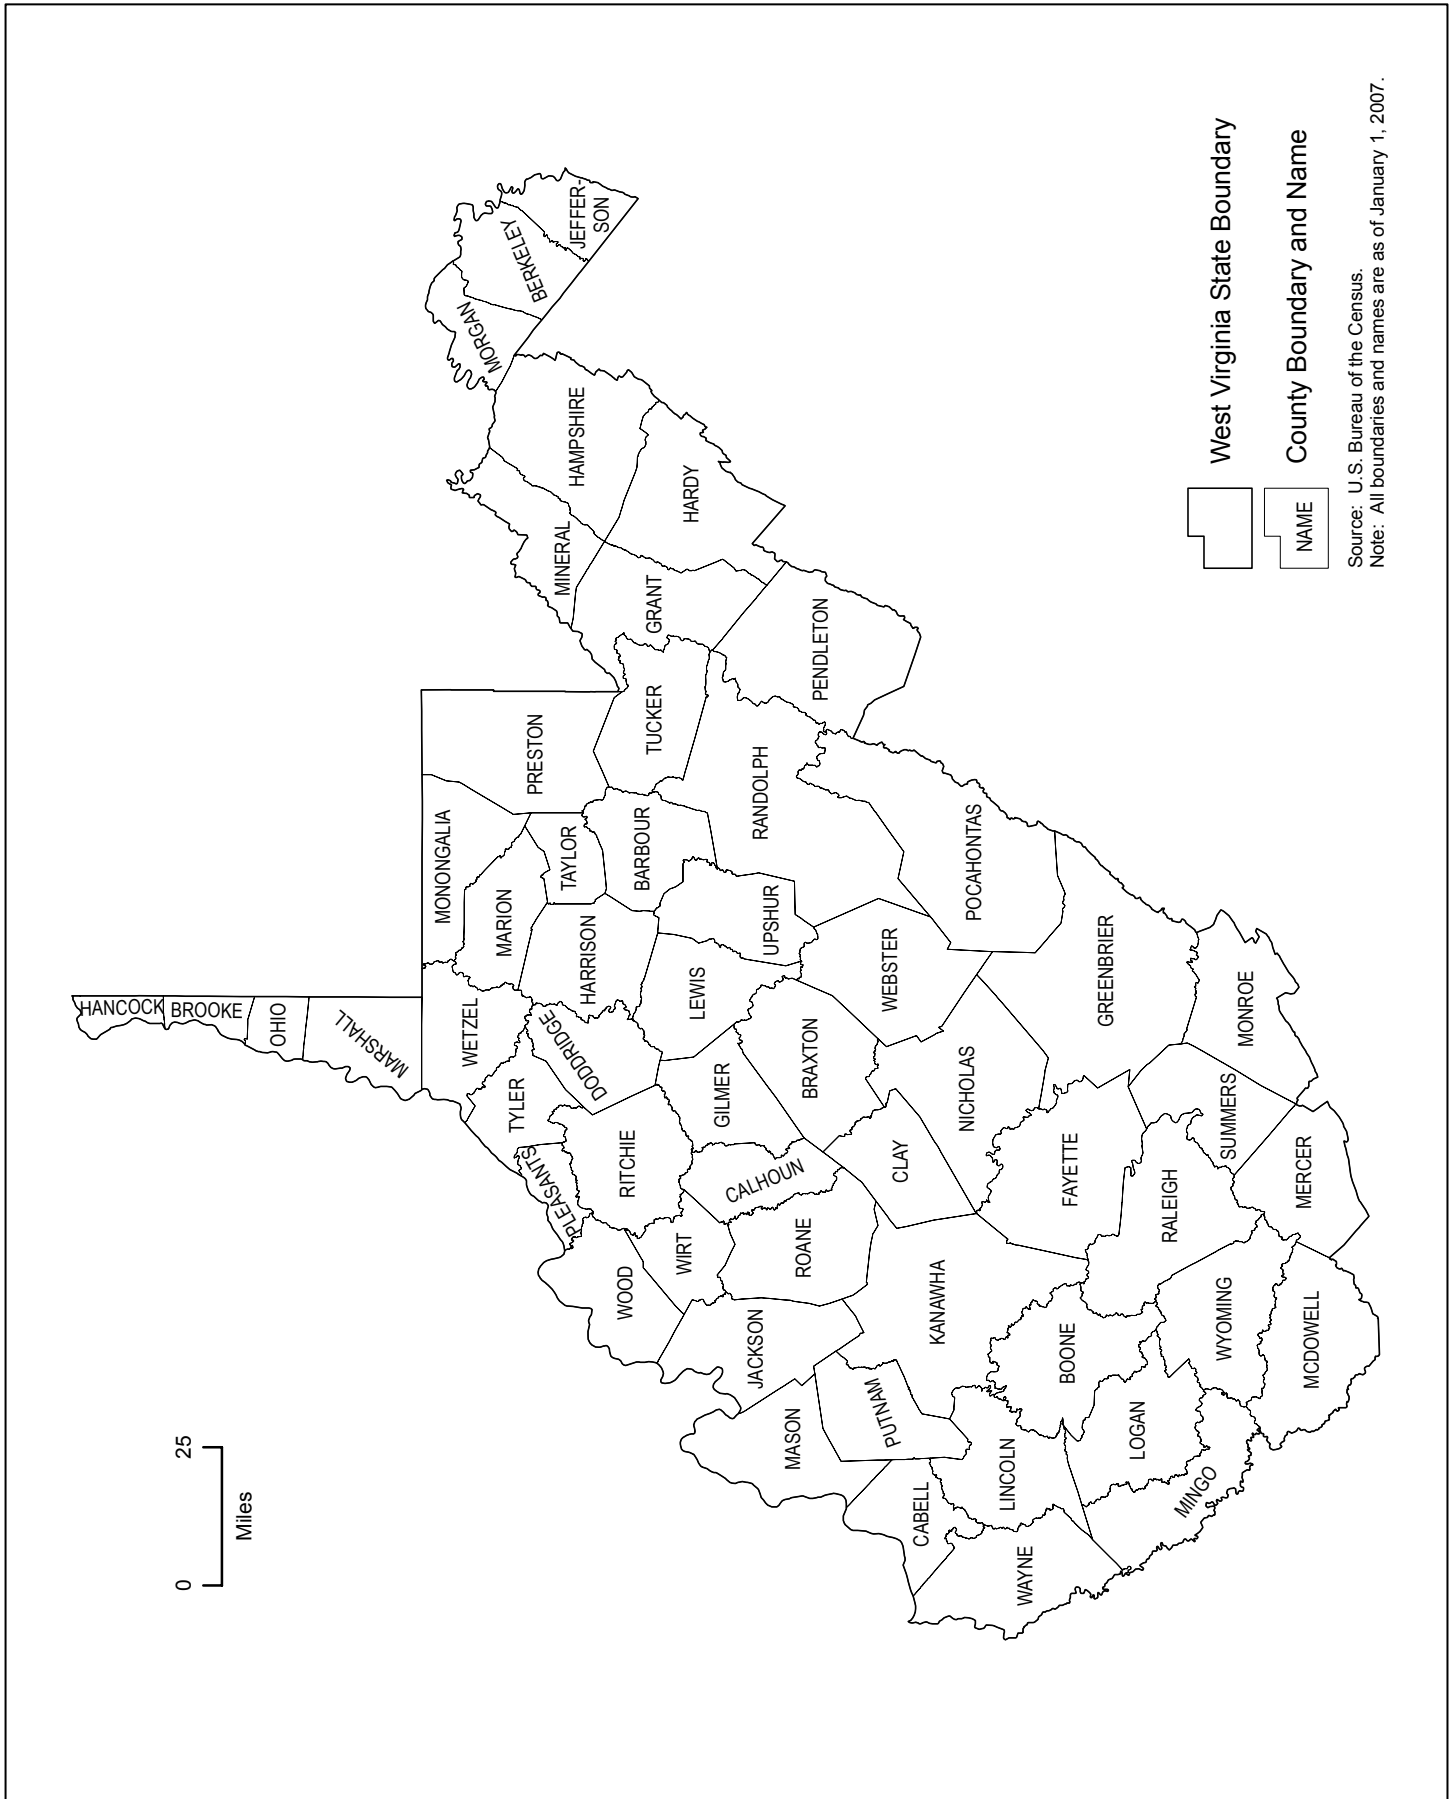 HANCOCK
BROOKE
OHIO
MARSHALL
WETZEL
MONONGALIA
MARION
PRESTON
TYLER
PLEASANTS
DODDRIDGE
HARRISON
TAYLOR
BARBOUR
TUCKER
MINERAL
GRANT
HAMPSHIRE
HARDY
MORGAN
BERKELEY
JEFFER-
SON
WOOD
WIRT
RITCHIE
GILMER
LEWIS
UPSHUR
RANDOLPH
PENDLETON
JACKSON
ROANE
CALHOUN
BRAXTON
WEBSTER
POCAHONTAS
MASON
PUTNAM
KANAWHA
CLAY
NICHOLAS
GREENBRIER
CABELL
LINCOLN
BOONE
FAYETTE
WAYNE
LOGAN
RALEIGH
SUMMERS
MONROE
MINGO
WYOMING
MCDOWELL
MERCER
0 25
Miles
West Virginia State Boundary
NAME
County Boundary and Name
Source: U.S. Bureau of the Census.
Note: All boundaries and names are as of January 1, 2007.